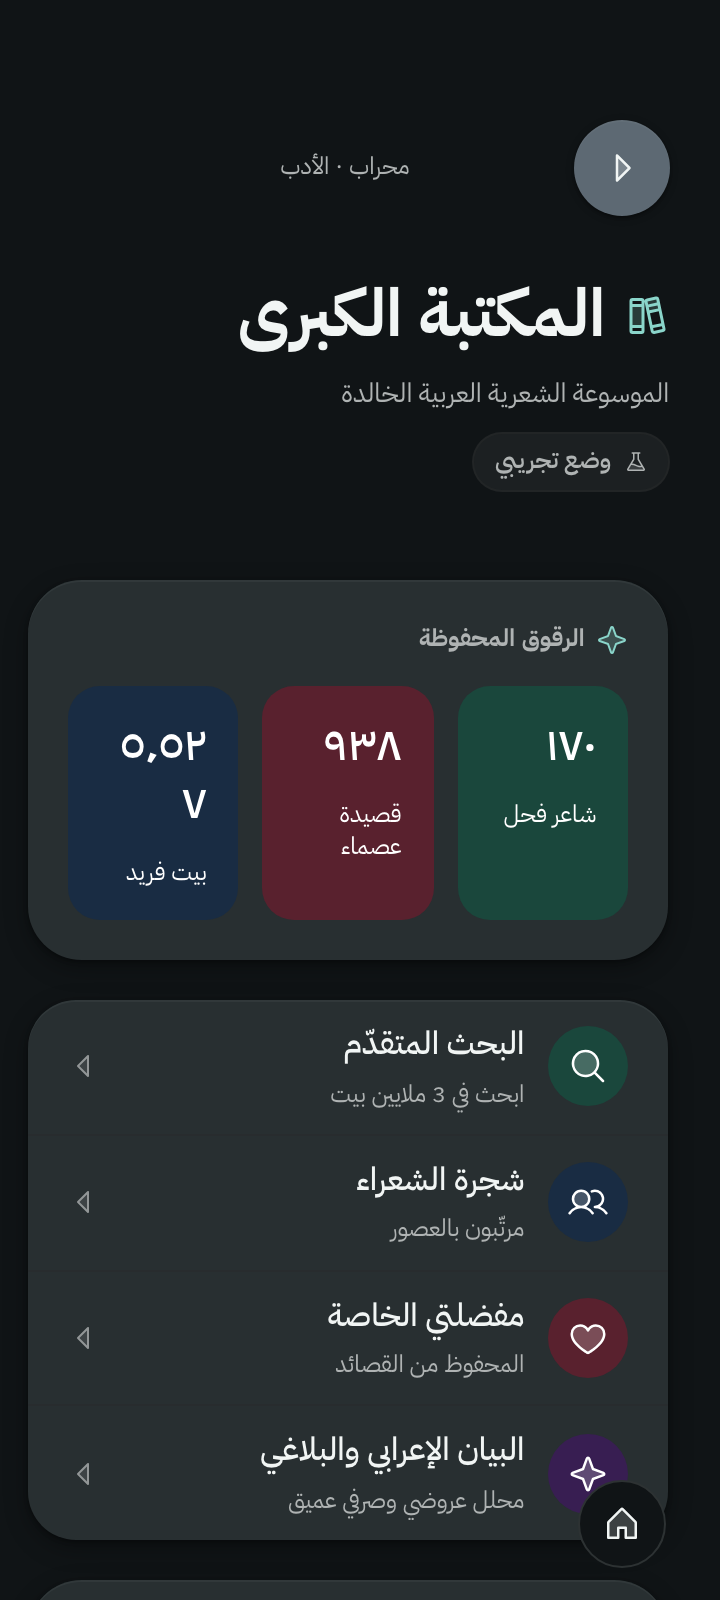 محراب · الأدب
المكتبة الكبرى
الموسوعة الشعرية العربية الخالدة
وضع تجريبي
الرقوق المحفوظة
١٧٠
شاعر فحل
٩٣٨
قصيدة
عصماء
٥,٥٢
٧
بيت فريد
البحث المتقدّم
ابحث في 3 ملايين بيت
شجرة الشعراء
مرتّبون بالعصور
مفضلتي الخاصة
المحفوظ من القصائد
البيان الإعرابي والبلاغي
محلل عروضي وصرفي عميق